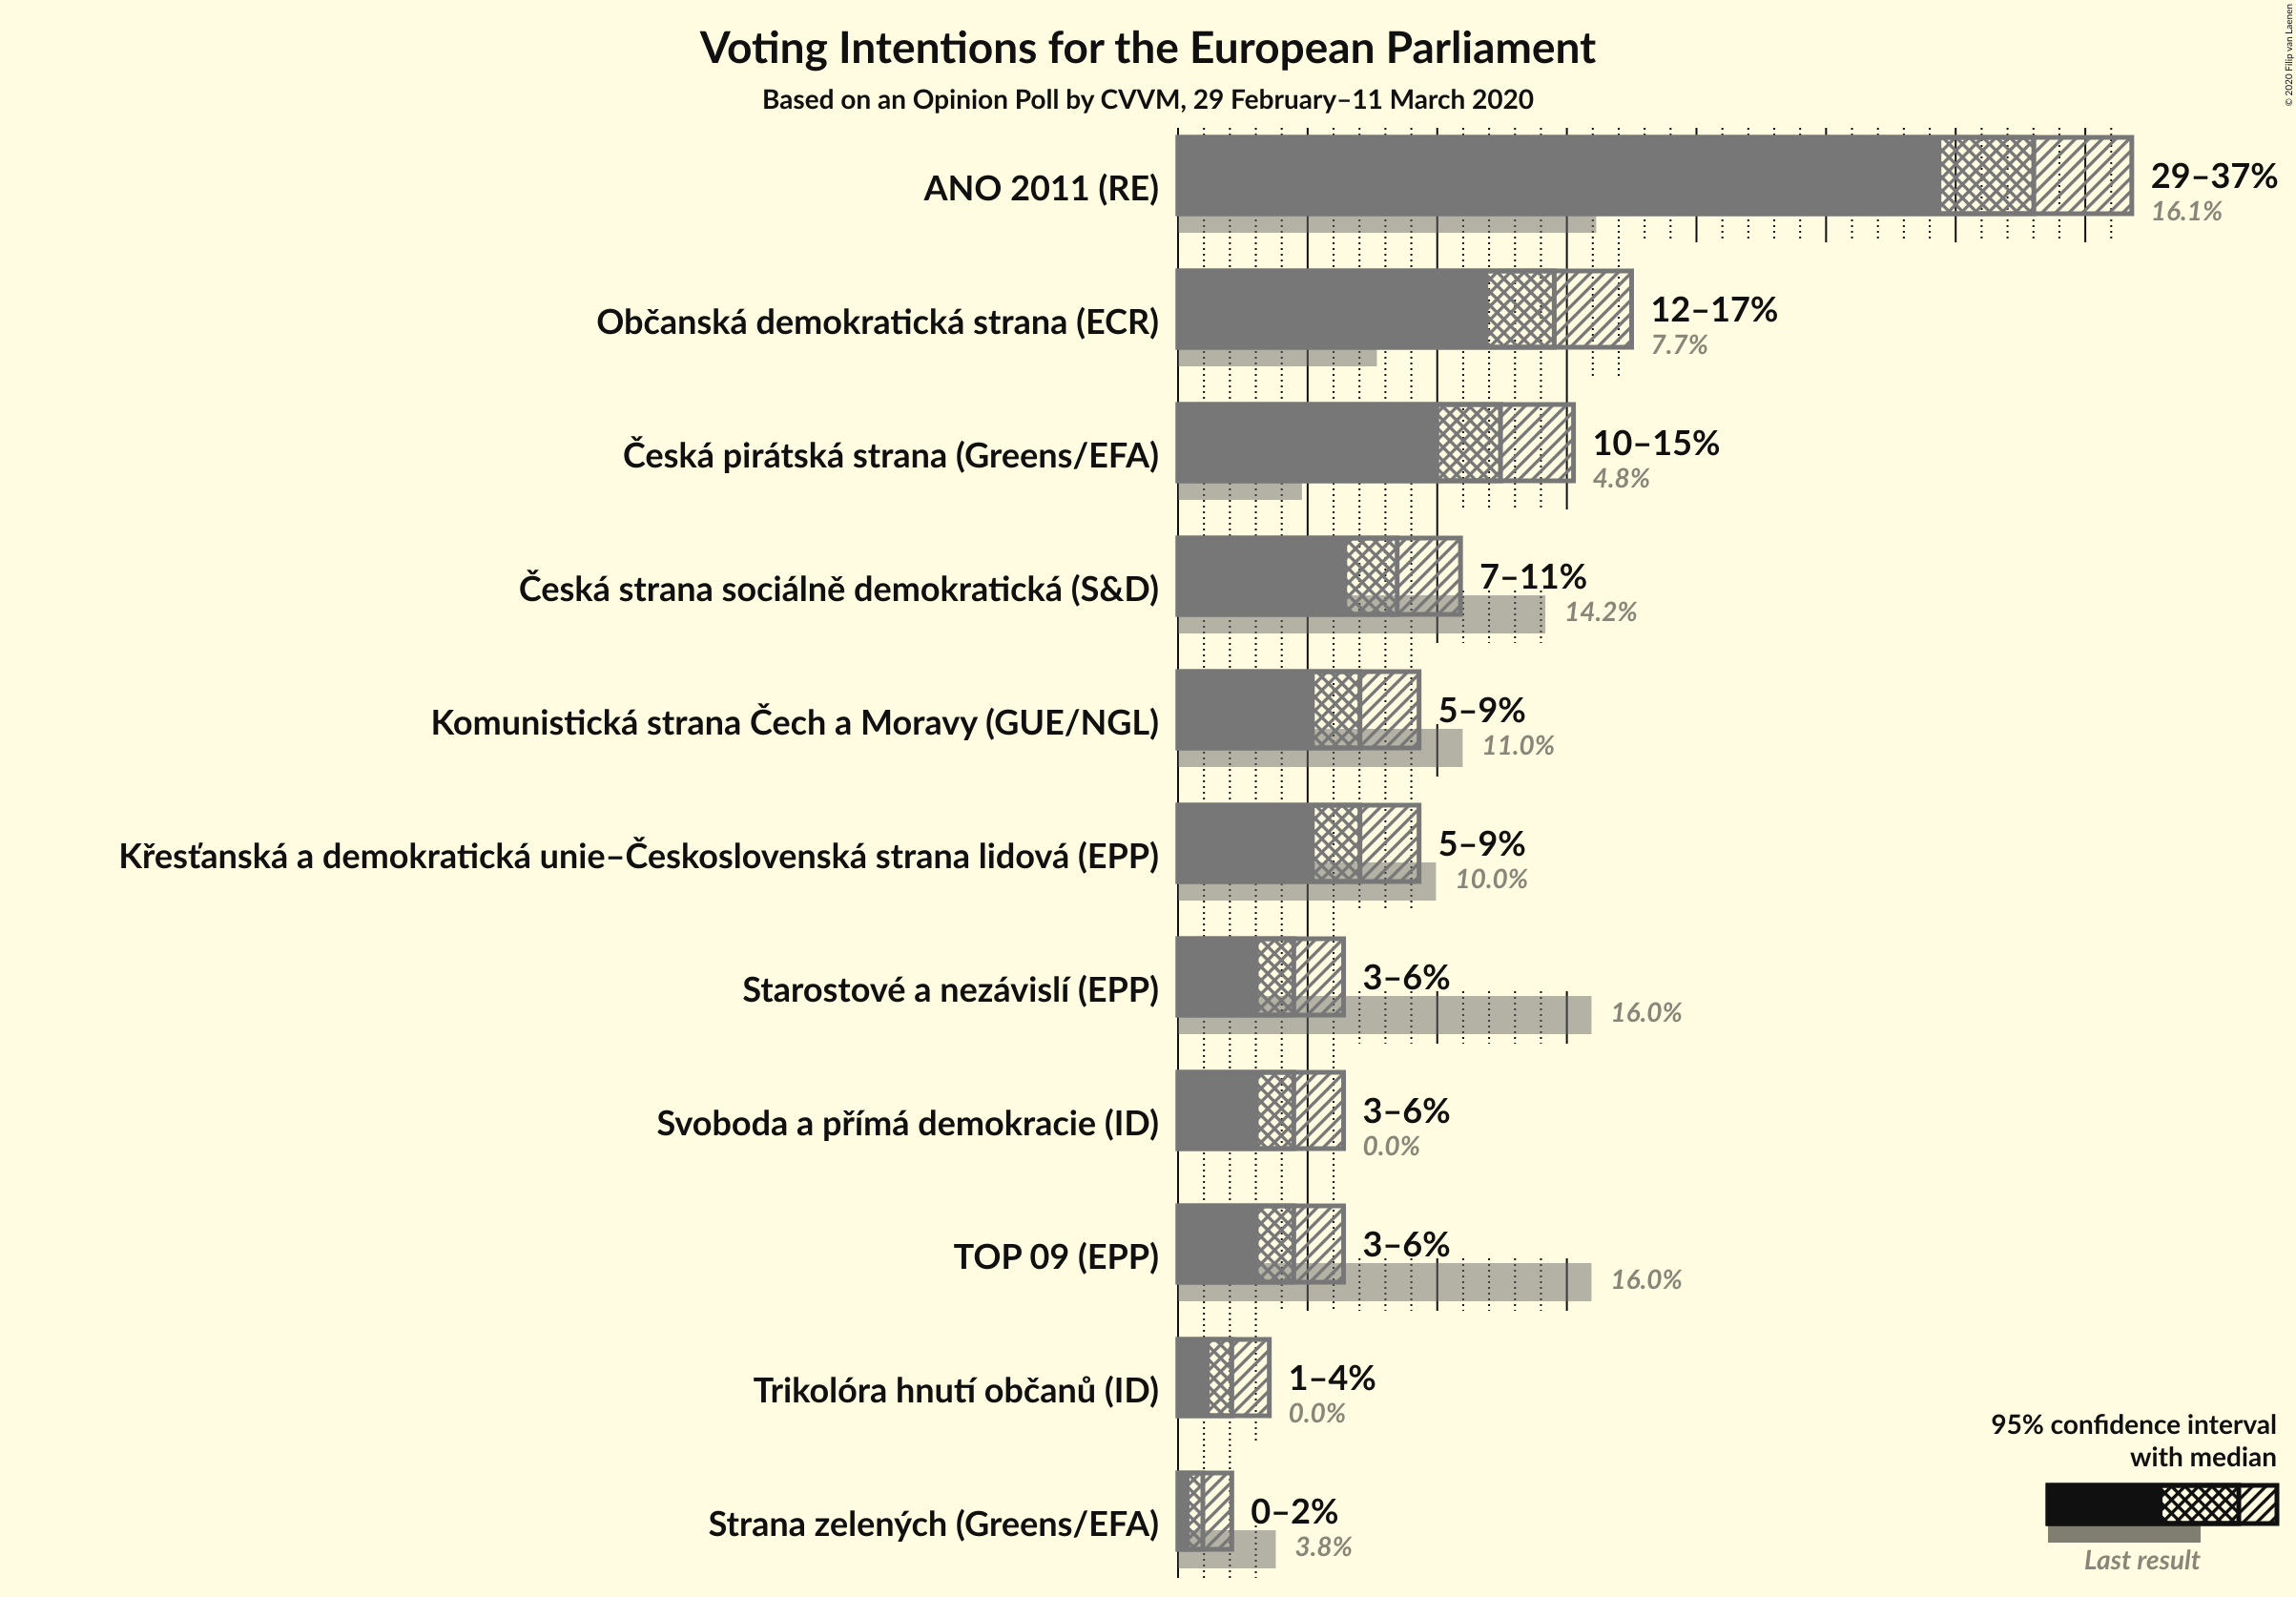 © 2020 Filip van Laenen
Voting Intentions for the European Parliament
Based on an Opinion Poll by CVVM, 29 February–11 March 2020
ANO 2011 (RE)
29–37%
16.1%
Občanská demokratická strana (ECR)
12–17%
7.7%
Česká pirátská strana (Greens/EFA)
10–15%
4.8%
Česká strana sociálně demokratická (S&D)
7–11%
14.2%
Komunistická strana Čech a Moravy (GUE/NGL)
5–9%
11.0%
Křesťanská a demokratická unie–Československá strana lidová (EPP)
5–9%
10.0%
Starostové a nezávislí (EPP)
3–6%
16.0%
Svoboda a přímá demokracie (ID)
3–6%
0.0%
TOP 09 (EPP)
3–6%
16.0%
Trikolóra hnutí občanů (ID)
1–4%
0.0%
Strana zelených (Greens/EFA)
0–2%
3.8%
95% confidence interval
with median
Last result